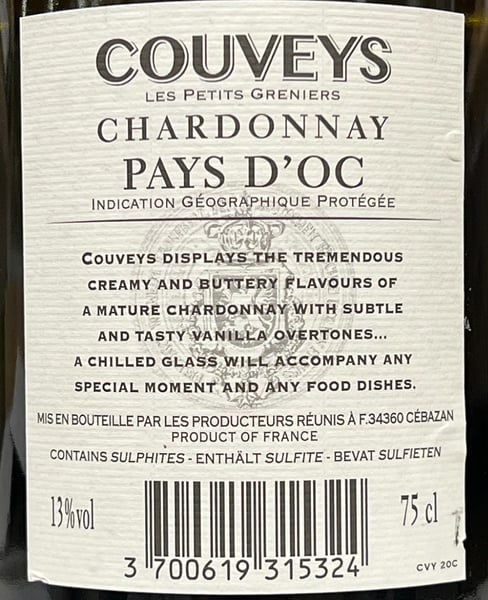 COUVEYS
LES PETITS GRENIERS
CHARDONNAY
PAYS D'OC
INDICATION GÉOGRAPHIQUE PROTÉGÉE
COUVEYS DISPLAYS THE TREMENDOUS
CREAMY AND BUTTERY FLAVOURS OF
A MATURE CHARDONNAY WITH SUBTLE
AND TASTY VANILLA OVERTONES...
A CHILLED GLASS WILL ACCOMPANY ANY
SPECIAL MOMENT AND ANY FOOD DISHES.
MIS EN BOUTEILLE PAR LES PRODUCTEURS RÉUNIS À F.34360 CÉBAZAN
PRODUCT OF FRANCE
CONTAINS SULPHITES - ENTHÄLT SULFITE - BEVAT SULFIETEN
13%vol
75 cl
3 700619 315324
CVY 20C